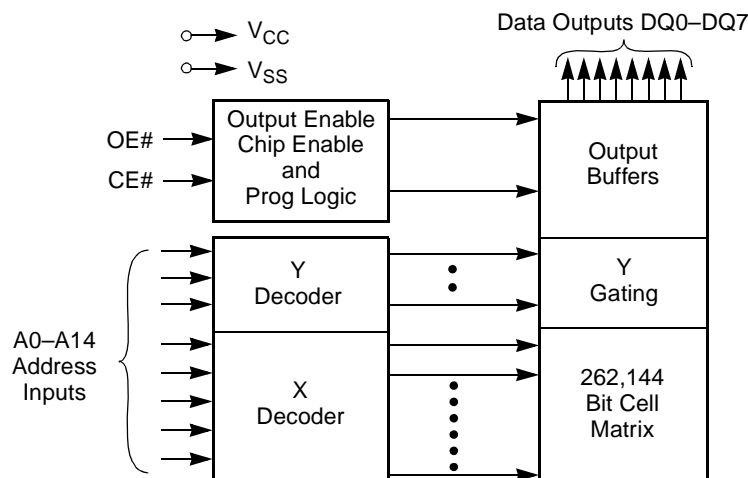 Data Outputs DQ0–DQ7
VCC
VSS
OE#
CE#
Output Enable
Chip Enable
and
Prog Logic
Output
Buffers
Y
Decoder
Y
Gating
A0–A14
Address
Inputs
X
Decoder
262,144
Bit Cell
Matrix